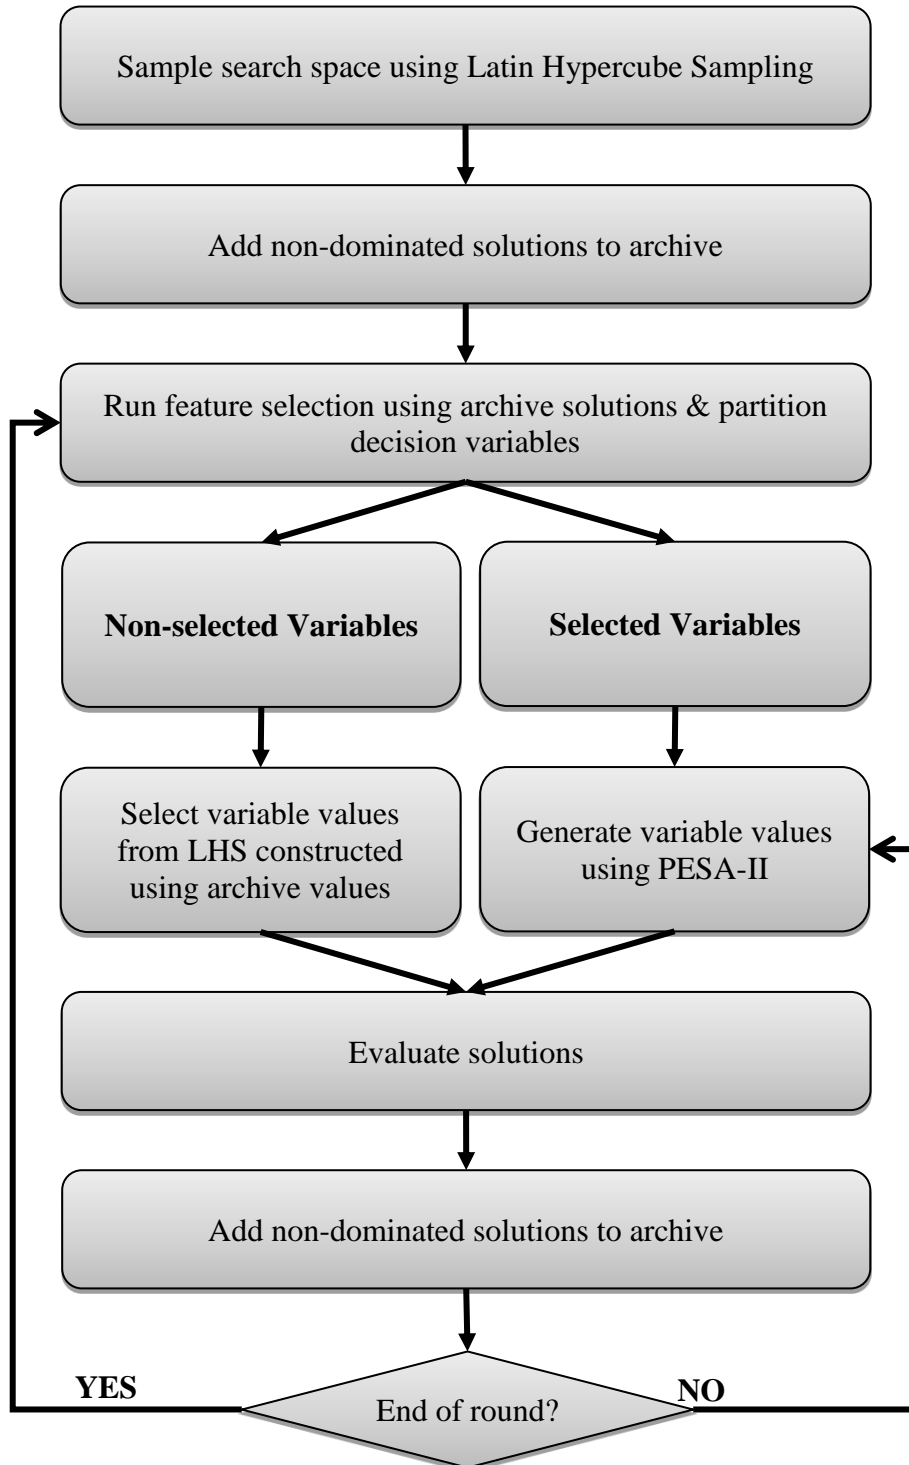 Sample search space using Latin Hypercube Sampling
Add non-dominated solutions to archive
Run feature selection using archive solutions & partition
decision variables
Non-selected Variables
Selected Variables
Select variable values
from LHS constructed
using archive values
Generate variable values
using PESA-II
Evaluate solutions
Add non-dominated solutions to archive
YES
NO
End of round?